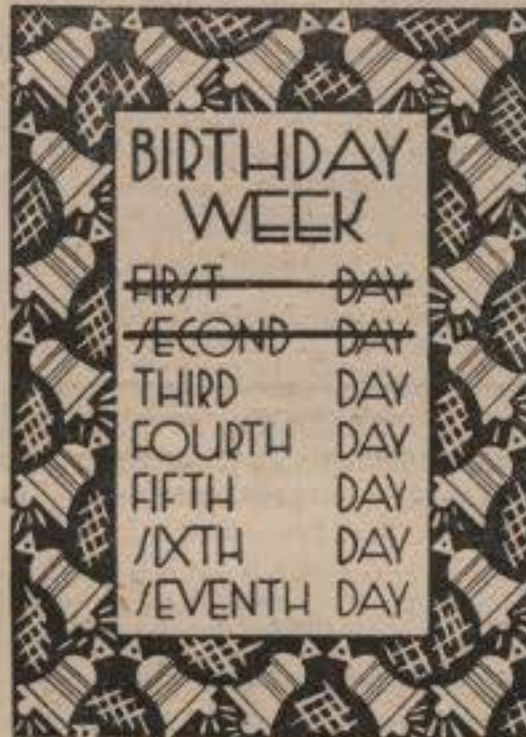 BIRTHDAY
WEEK
FIRST DAY
SECOND DAY
THIRD DAY
FOURTH DAY
FIFTH DAY
SIXTH DAY
SEVENTH DAY